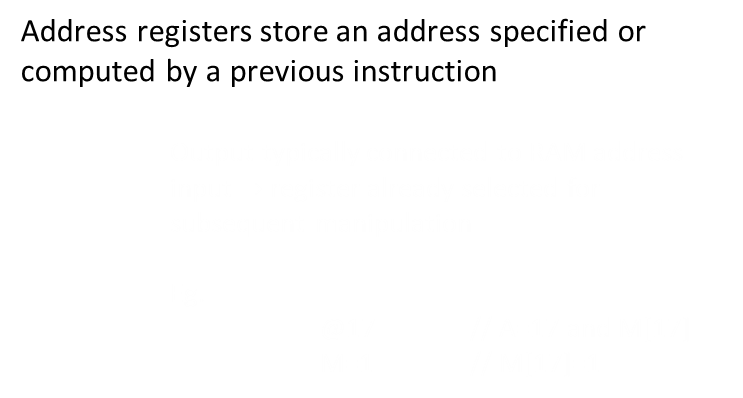 Address registers store an address specified or
computed by a previous instruction